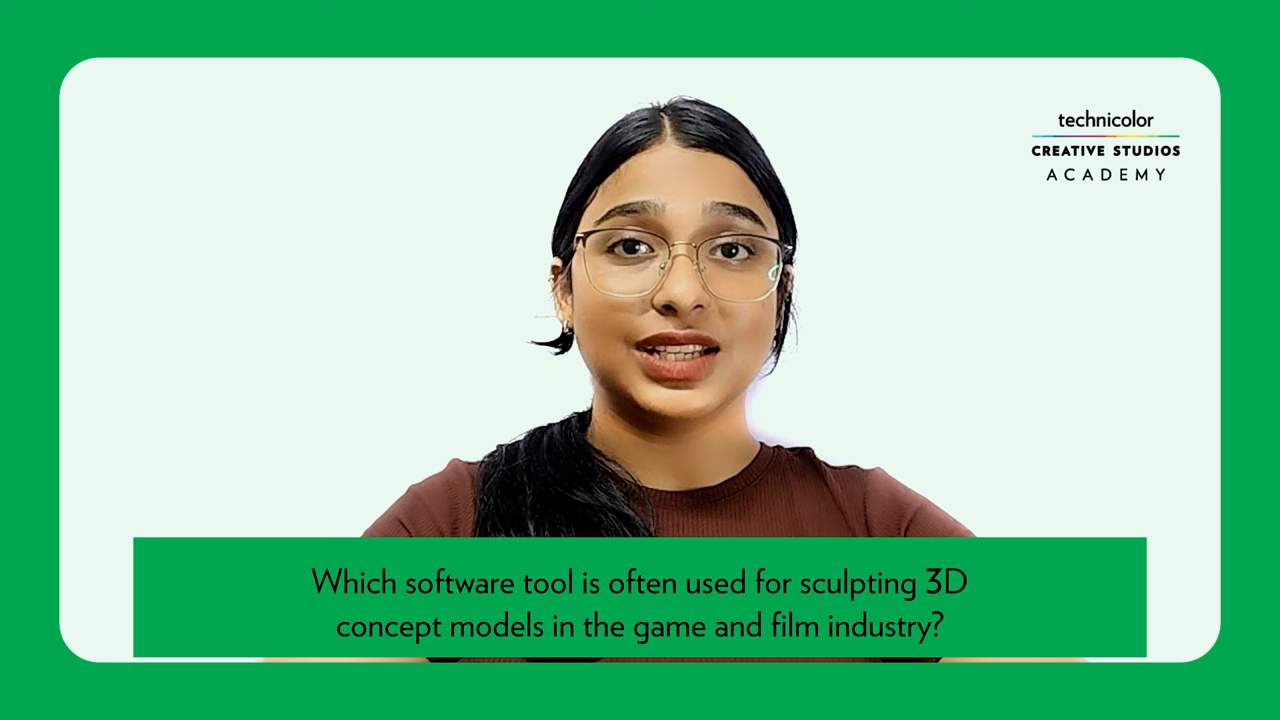 technicolor
CREATIVE STUDIOS
ACADEMY
Which software tool is often used for sculpting 3D
concept models in the game and film industry?